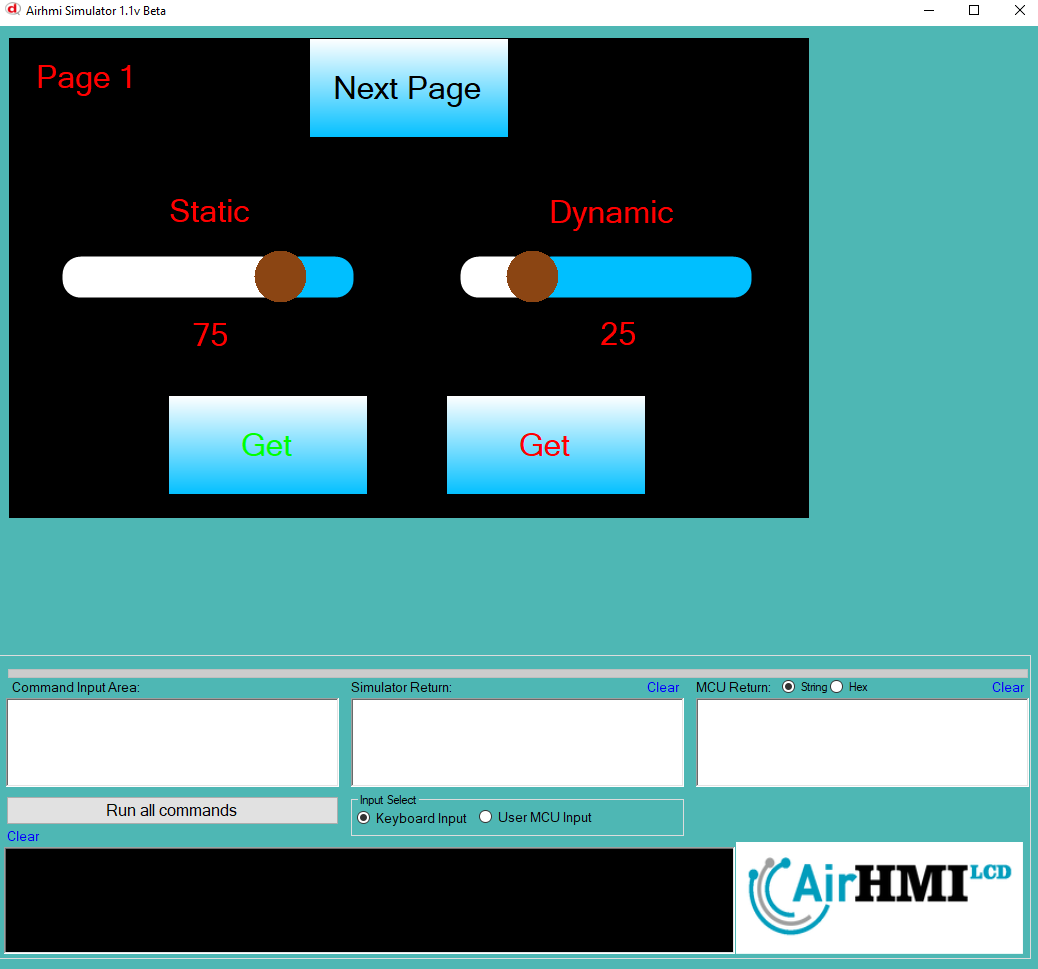 Airhmi Simulator 1.1v Beta
Page 1
Next Page
Static
Dynamic
75
25
Get
Get
Command Input Area:
Simulator Return:
Clear
MCU Return:
String
Hex
Clear
Run all commands
Input Select
Keyboard Input
User MCU Input
Clear
AirHMI LCD